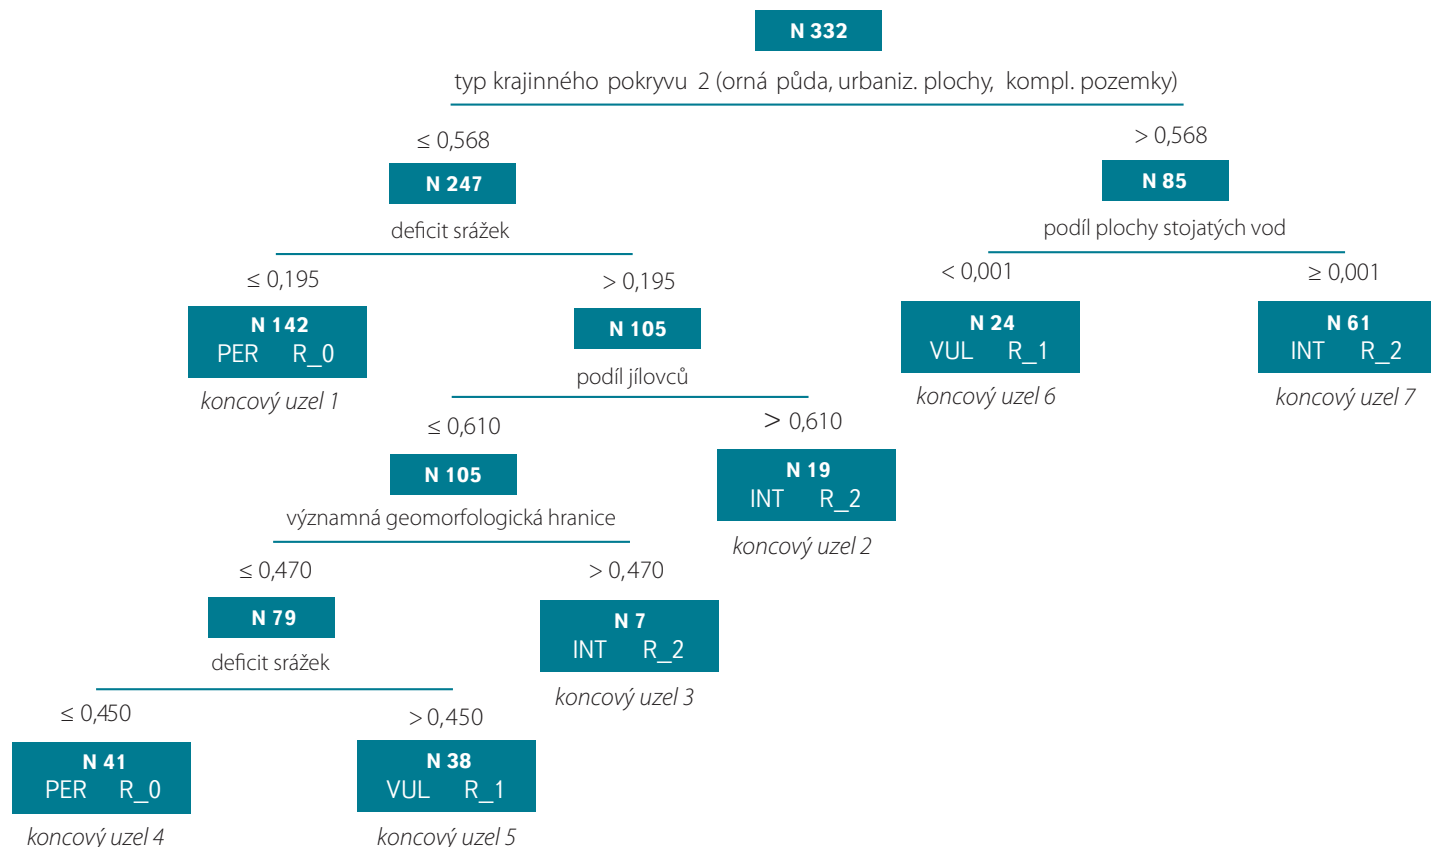 N 332
typ krajinného pokryvu 2 (orná půda, urbaniz. plochy, kompl. pozemky)
≤ 0,568
> 0,568
N 247
N 85
deficit srážek
podíl plochy stojatých vod
≤ 0,195
> 0,195
< 0,001
≥ 0,001
N 142
PER R_0
koncový uzel 1
N 105
N 24
VUL R_1
koncový uzel 6
N 61
INT R_2
koncový uzel 7
podíl jílovců
≤ 0,610
> 0,610
N 105
N 19
INT R_2
koncový uzel 2
významná geomorfologická hranice
≤ 0,470
> 0,470
N 79
N 7
INT R_2
koncový uzel 3
deficit srážek
≤ 0,450
> 0,450
N 41
PER R_0
koncový uzel 4
N 38
VUL R_1
koncový uzel 5